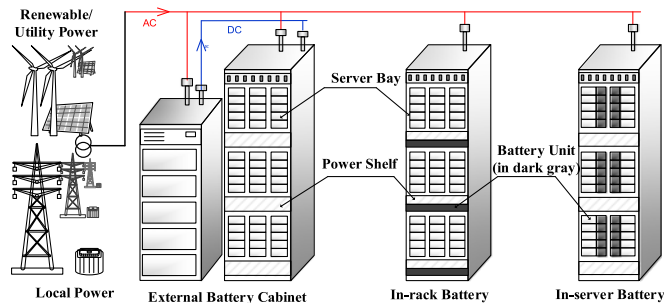 Renewable/
Utility Power
AC
DC
Server Bay
Power Shelf
Battery Unit
(in dark gray)
Local Power
External Battery Cabinet
In-rack Battery
In-server Battery